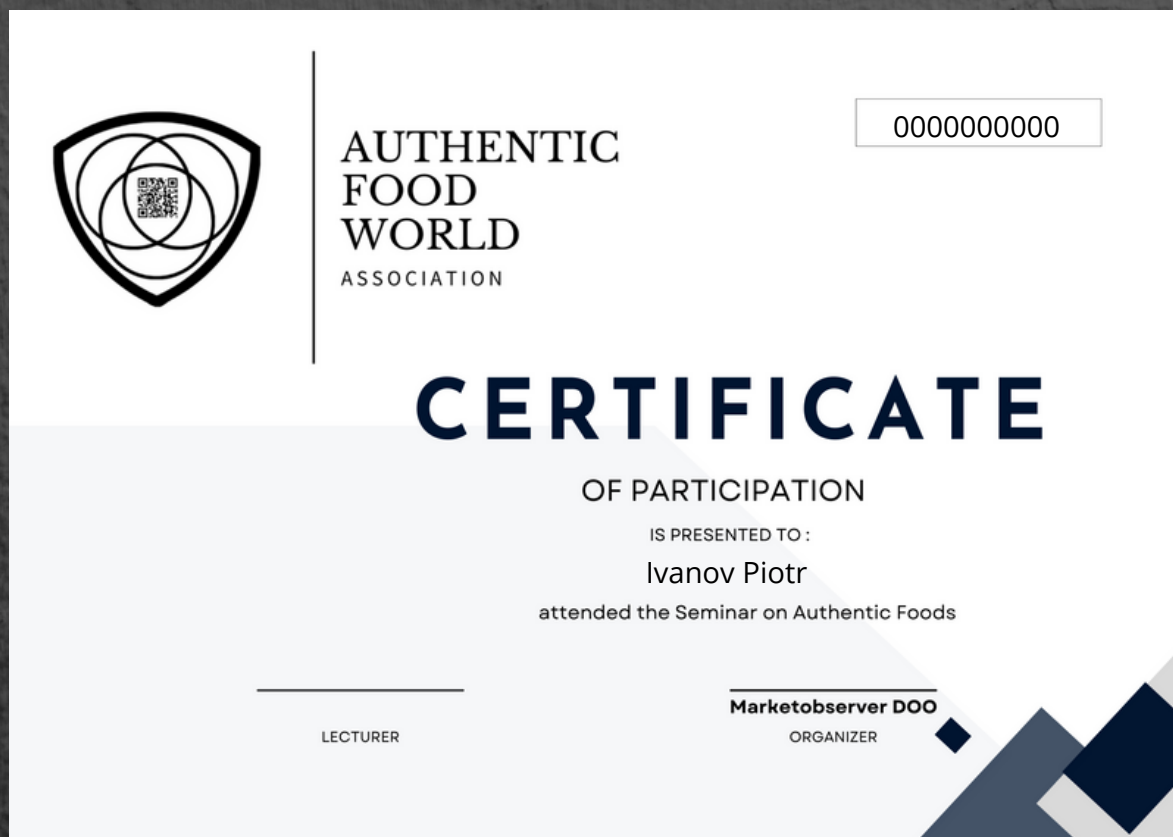 AUTHENTIC
FOOD
WORLD
ASSOCIATION
0000000000
CERTIFICATE
OF PARTICIPATION
IS PRESENTED TO :
Ivanov Piotr
attended the Seminar on Authentic Foods
LECTURER
Marketobserver DOO
ORGANIZER